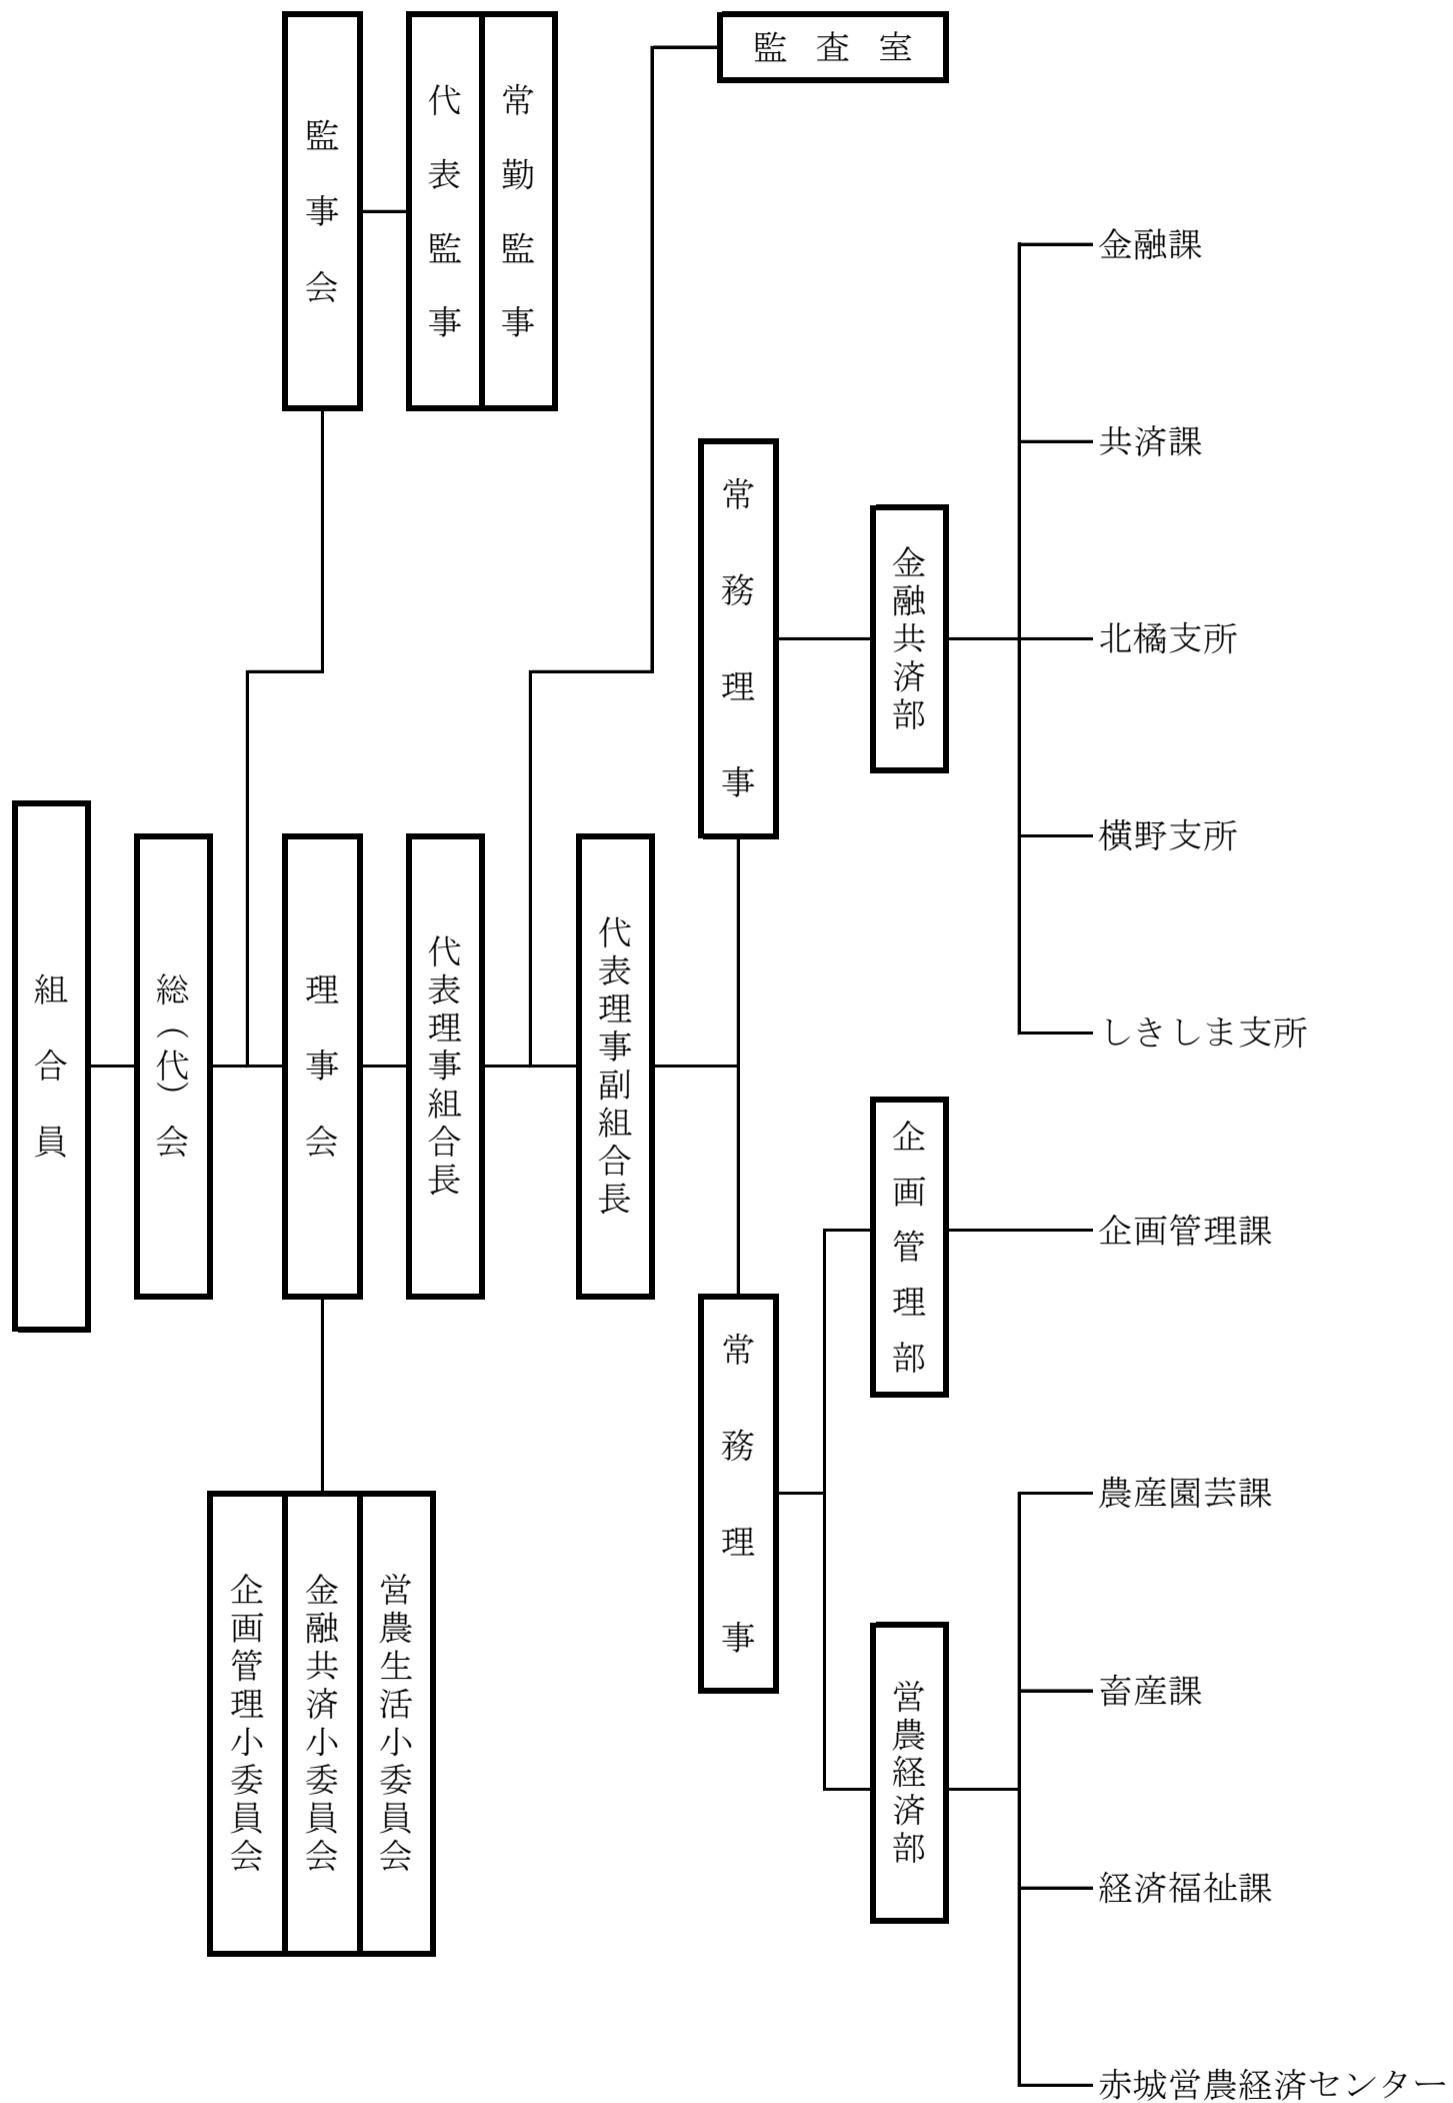 監査室
監事会
代表監事
常勤監事
組合員
総(代)会
理事会
代表理事組合長
代表理事副組合長
企画管理小委員会
金融共済小委員会
営農生活小委員会
常務理事
金融共済部
金融課
共済課
北橘支所
横野支所
しきしま支所
常務理事
企画管理部
企画管理課
営農経済部
農産園芸課
畜産課
経済福祉課
赤城営農経済センター